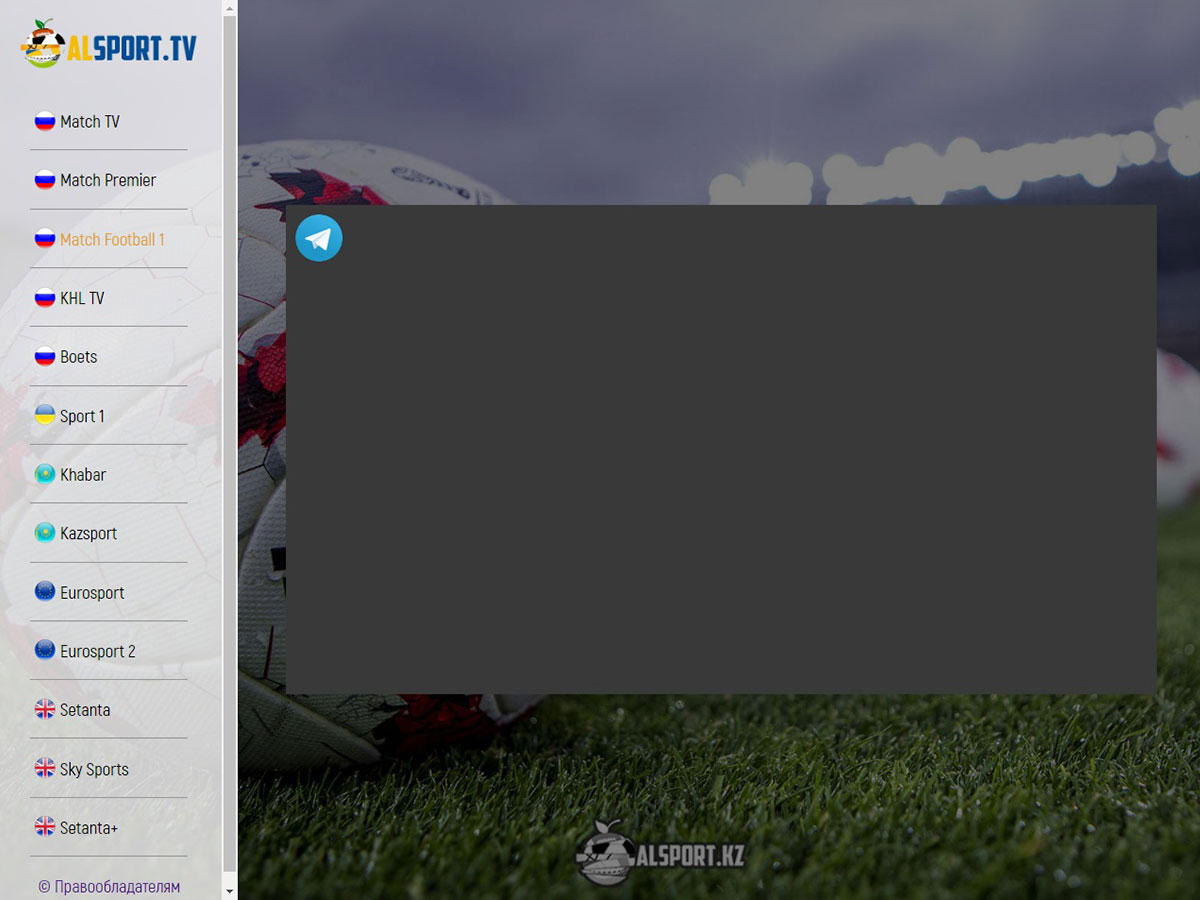 ALSPORT.TV
Match TV
Match Premier
Match Football 1
KHL TV
Boets
Sport 1
Khabar
Kazsport
Eurosport
Eurosport 2
Setanta
Sky Sports
Setanta+
© Правообладателям
ALSPORT.KZ